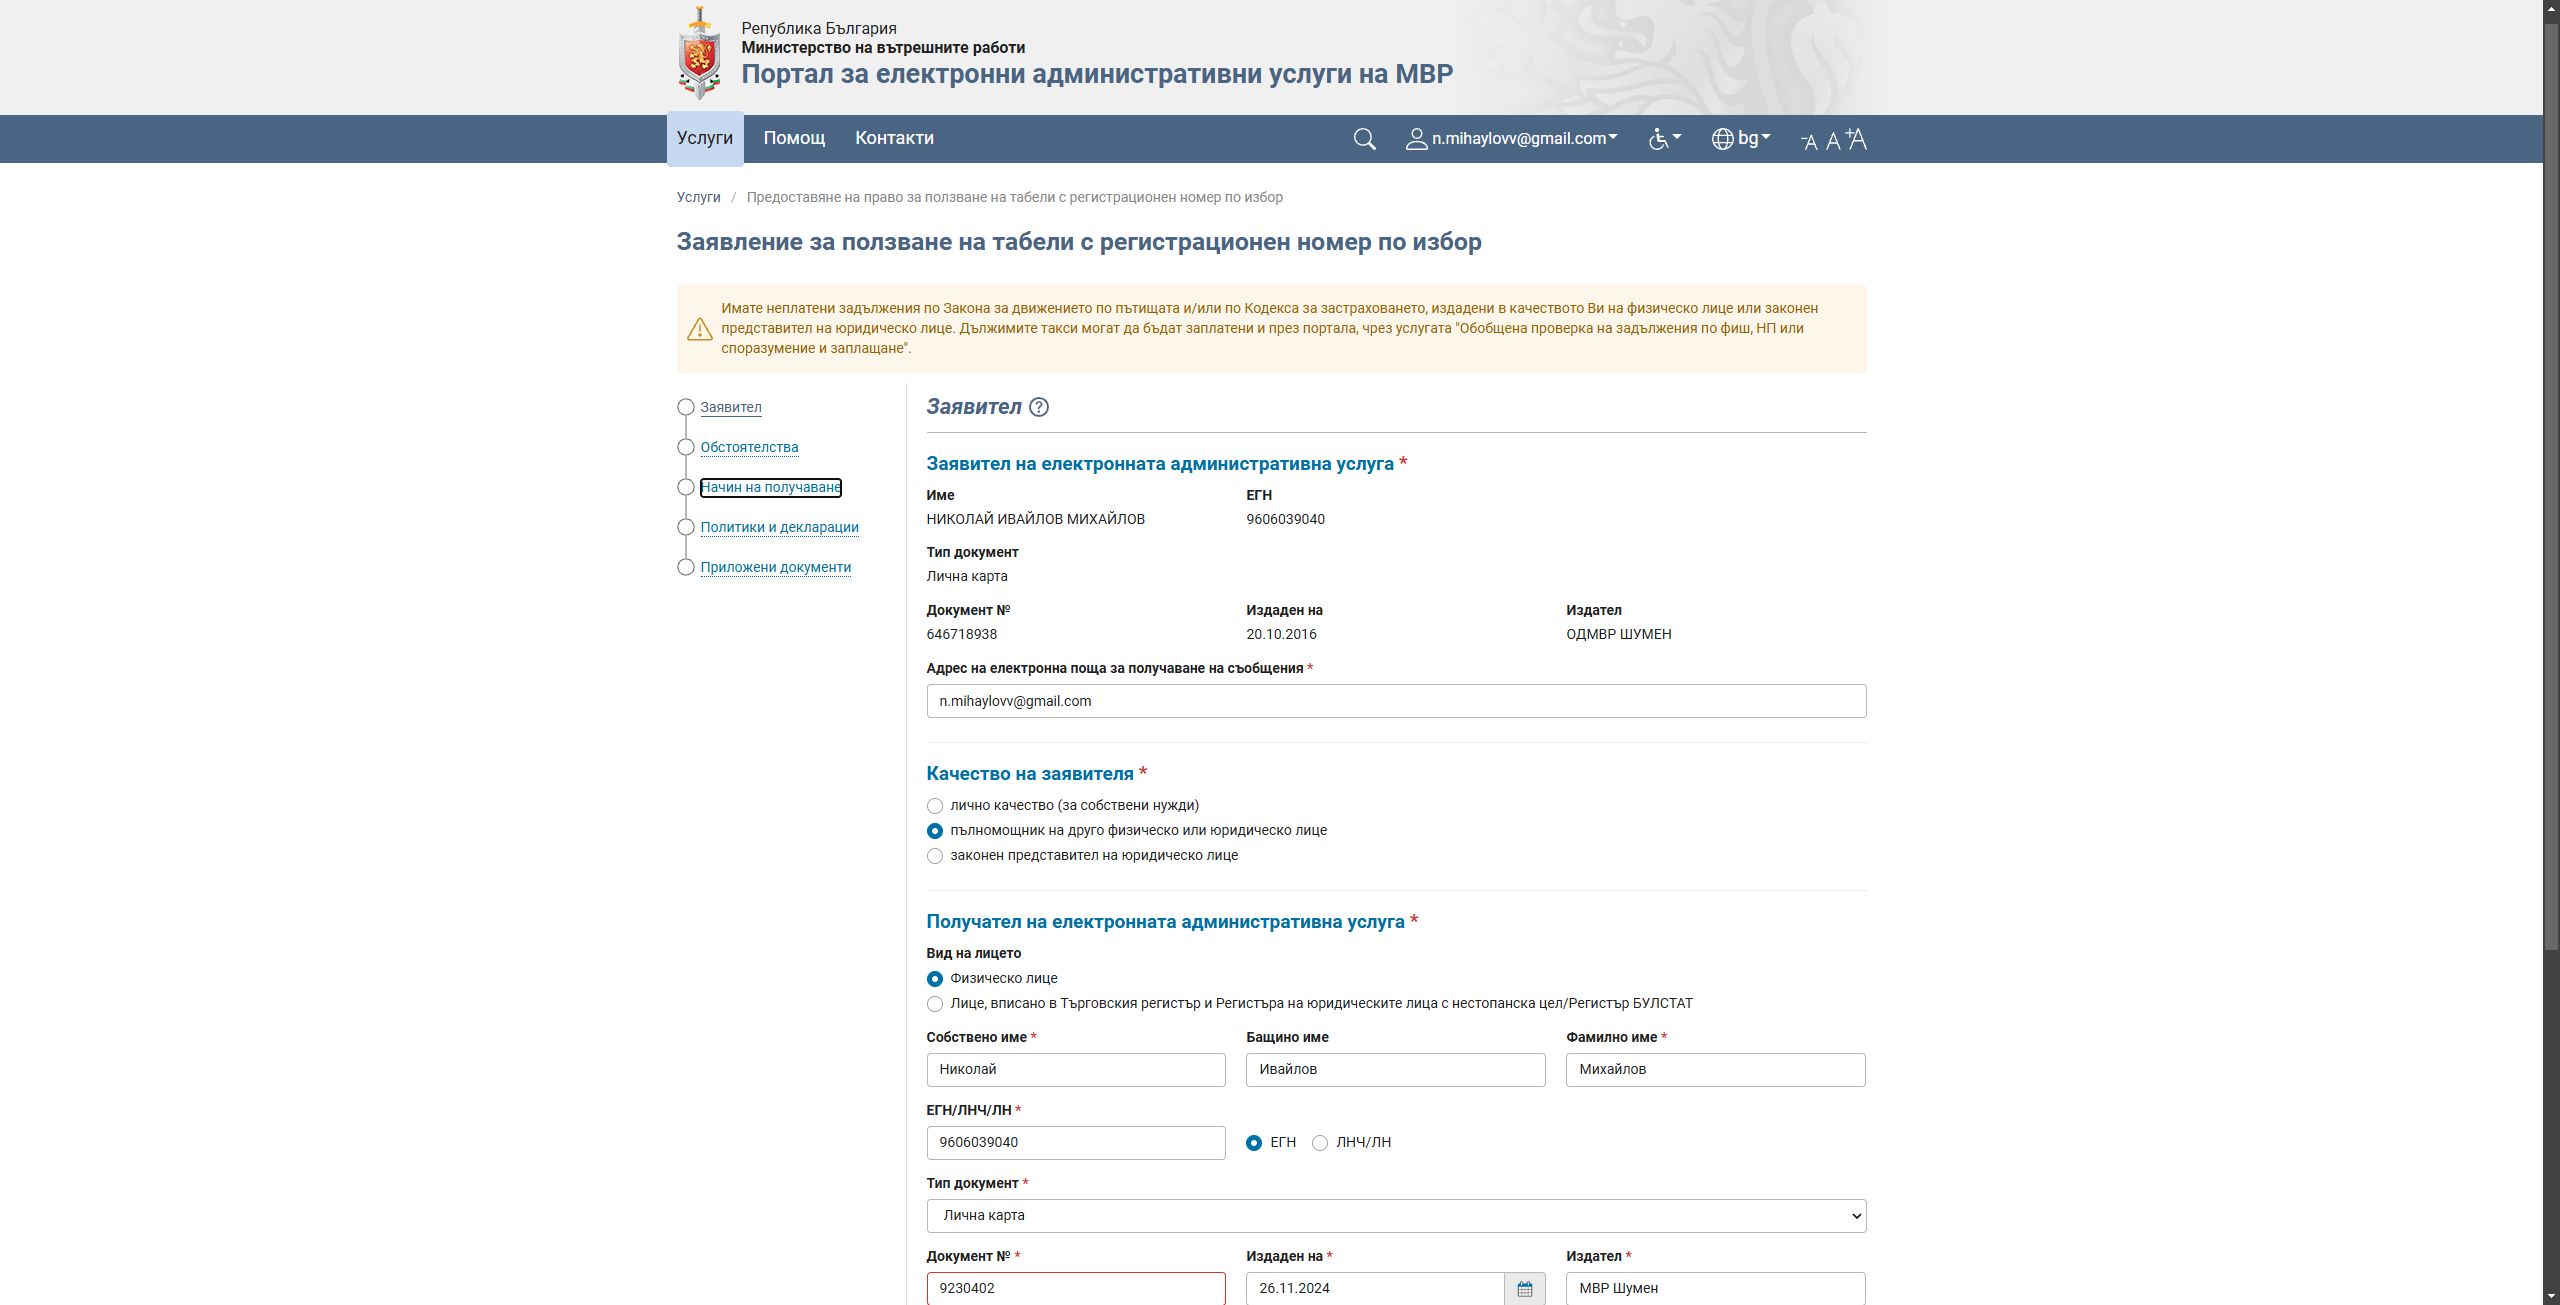 Република България
Министерство на вътрешните работи
Портал за електронни административни услуги на МВР
Услуги
Помощ
Контакти
n.mihaylovv@gmail.com
bg
-A A +A
Услуги / Предоставяне на право за ползване на табели с регистрационен номер по избор
Заявление за ползване на табели с регистрационен номер по избор
Имате неплатени задължения по Закона за движението по пътищата и/или по Кодекса за застраховането, издадени в качеството Ви на физическо лице или законен
представител на юридическо лице. Дължимите такси могат да бъдат заплатени и през портала, чрез услугата "Обобщена проверка на задължения по фиш, НП или
споразумение и заплащане".
Заявител
Обстоятелства
Начин на получаване
Политики и декларации
Приложени документи
Заявител ?
Заявител на електронната административна услуга *
Име ЕГН
НИКОЛАЙ ИВАЙЛОВ МИХАЙЛОВ 9606039040
Тип документ
Лична карта
Документ № Издаден на Издател
646718938 20.10.2016 ОДМВР ШУМЕН
Адрес на електронна поща за получаване на съобщения *
n.mihaylovv@gmail.com
Качество на заявителя *
лично качество (за собствени нужди)
пълномощник на друго физическо или юридическо лице
законен представител на юридическо лице
Получател на електронната административна услуга *
Вид на лицето
Физическо лице
Лице, вписано в Търговския регистър и Регистъра на юридическите лица с нестопанска цел/Регистър БУЛСТАТ
Собствено име * Бащино име Фамилно име *
Николай Ивайлов Михайлов
ЕГН/ЛНЧ/ЛН *
9606039040 ЕГН ЛНЧ/ЛН
Тип документ *
Лична карта
Документ № * Издаден на * Издател *
9230402 26.11.2024 МВР Шумен